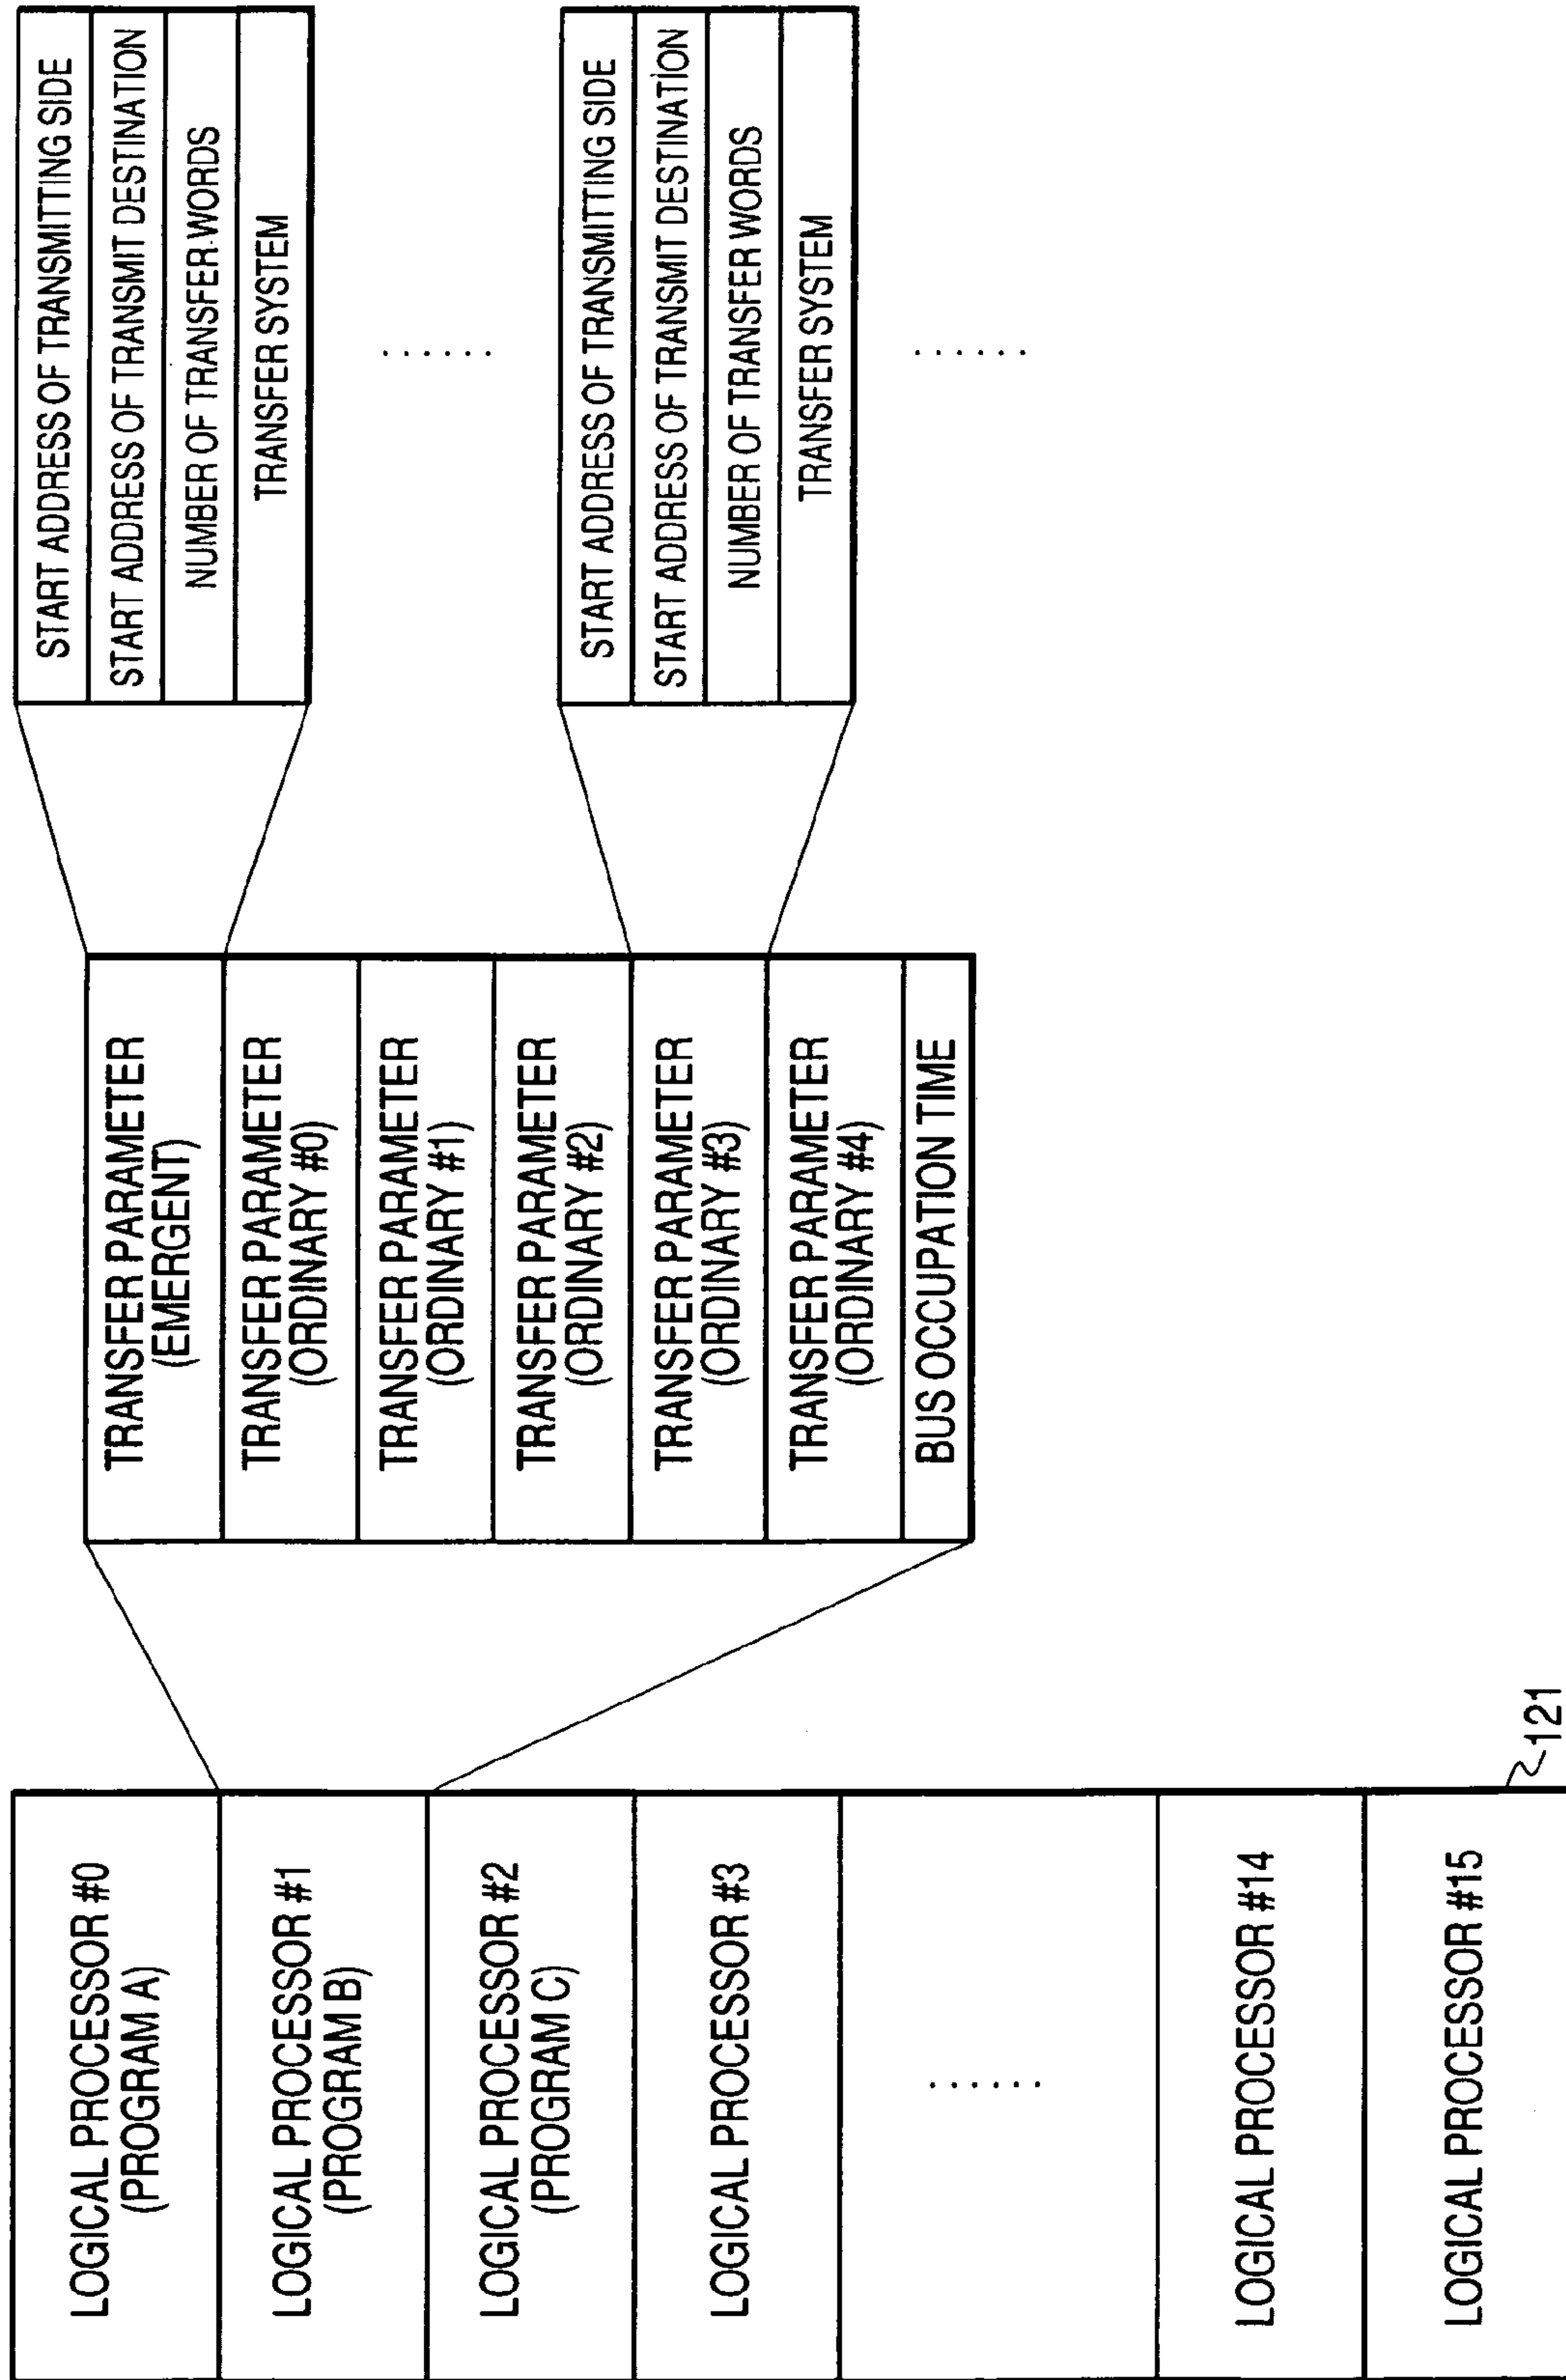 LOGICAL PROCESSOR #0
(PROGRAM A)
LOGICAL PROCESSOR #1
(PROGRAM B)
LOGICAL PROCESSOR #2
(PROGRAM C)
LOGICAL PROCESSOR #3
......
LOGICAL PROCESSOR #14
LOGICAL PROCESSOR #15
121
TRANSFER PARAMETER
(EMERGENT)
TRANSFER PARAMETER
(ORDINARY #0)
TRANSFER PARAMETER
(ORDINARY #1)
TRANSFER PARAMETER
(ORDINARY #2)
TRANSFER PARAMETER
(ORDINARY #3)
TRANSFER PARAMETER
(ORDINARY #4)
BUS OCCUPATION TIME
START ADDRESS OF TRANSMITTING SIDE
START ADDRESS OF TRANSMIT DESTINATION
NUMBER OF TRANSFER WORDS
TRANSFER SYSTEM
......
START ADDRESS OF TRANSMITTING SIDE
START ADDRESS OF TRANSMIT DESTINATION
NUMBER OF TRANSFER WORDS
TRANSFER SYSTEM
......